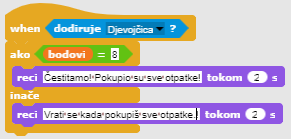 when dodiruje Djevojčica ?
ako bodovi = 8
reci Čestitamo! Pokupio su sve otpatke! tokom 2 s
inače
reci Vrati se kada pokupiš sve otpatke. tokom 2 s